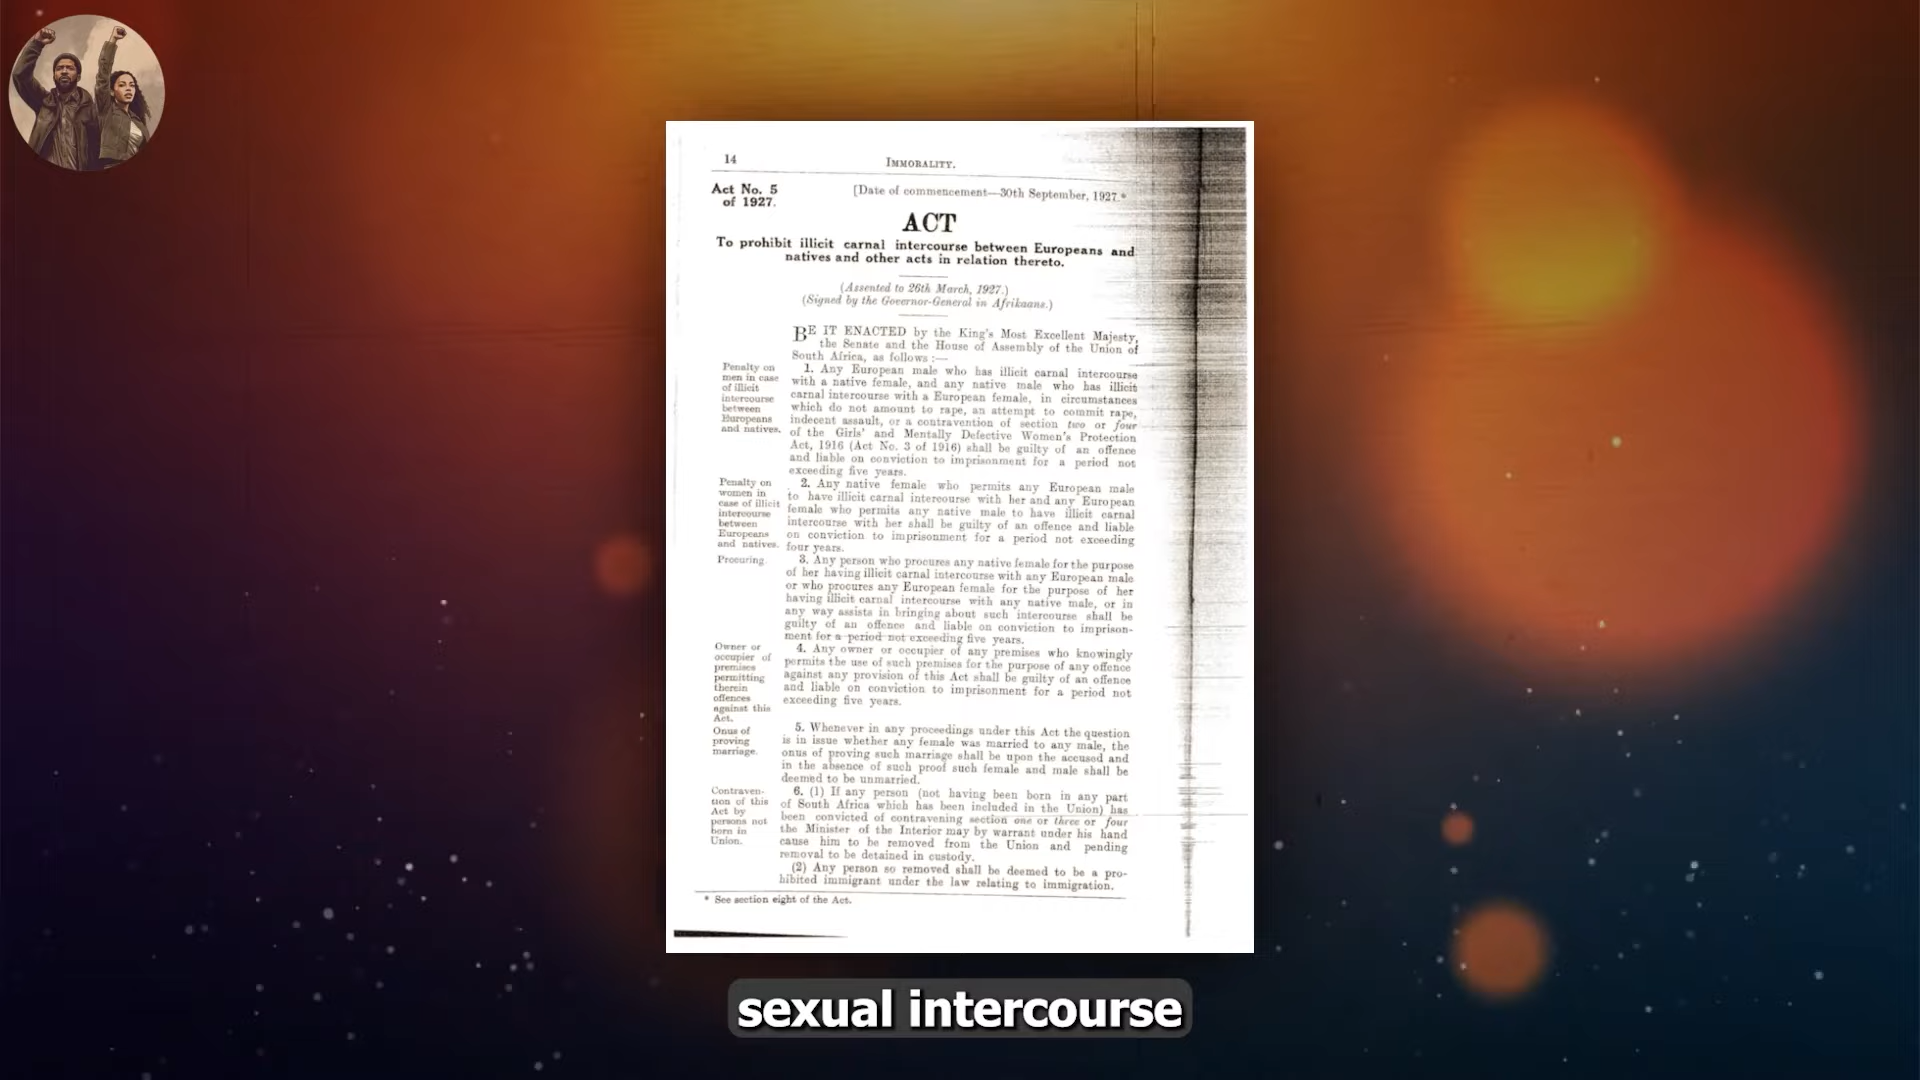 14
IMMORALITY.
Act No. 5
of 1927.
[Date of commencement—30th September, 1927.*
ACT
To prohibit illicit carnal intercourse between Europeans and
natives and other acts in relation thereto.
(Assented to 26th March, 1927.)
(Signed by the Governor-General in Afrikaans.)
BE IT ENACTED by the King's Most Excellent Majesty,
the Senate and the House of Assembly of the Union of
South Africa, as follows :—
Penalty on
men in case
of illicit
intercourse
between
Europeans
and natives.
1. Any European male who has illicit carnal intercourse
with a native female, and any native male who has illicit
carnal intercourse with a European female, in circumstances
which do not amount to rape, an attempt to commit rape,
indecent assault, or a contravention of section two or four
of the Girls' and Mentally Defective Women's Protection
Act, 1916 (Act No. 3 of 1916) shall be guilty of an offence
and liable on conviction to imprisonment for a period not
exceeding five years.
Penalty on
women in
case of illicit
intercourse
between
Europeans
and natives.
2. Any native female who permits any European male
to have illicit carnal intercourse with her and any European
female who permits any native male to have illicit carnal
intercourse with her shall be guilty of an offence and liable
on conviction to imprisonment for a period not exceeding
four years.
Procuring.
3. Any person who procures any native female for the purpose
of her having illicit carnal intercourse with any European male
or who procures any European female for the purpose of her
having illicit carnal intercourse with any native male, or in
any way assists in bringing about such intercourse shall be
guilty of an offence and liable on conviction to imprison-
ment for a period not exceeding five years.
Owner or
occupier of
premises
permitting
therein
offences
against this
Act.
4. Any owner or occupier of any premises who knowingly
permits the use of such premises for the purpose of any offence
against any provision of this Act shall be guilty of an offence
and liable on conviction to imprisonment for a period not
exceeding five years.
Onus of
proving
marriage.
5. Whenever in any proceedings under this Act the question
is in issue whether any female was married to any male, the
onus of proving such marriage shall be upon the accused and
in the absence of such proof such female and male shall be
deemed to be unmarried.
Contraven-
tion of this
Act by
persons not
born in
Union.
6. (1) If any person (not having been born in any part
of South Africa which has been included in the Union) has
been convicted of contravening section one or three or four
the Minister of the Interior may by warrant under his hand
cause him to be removed from the Union and pending
removal to be detained in custody.
(2) Any person so removed shall be deemed to be a pro-
hibited immigrant under the law relating to immigration.
* See section eight of the Act.
sexual intercourse